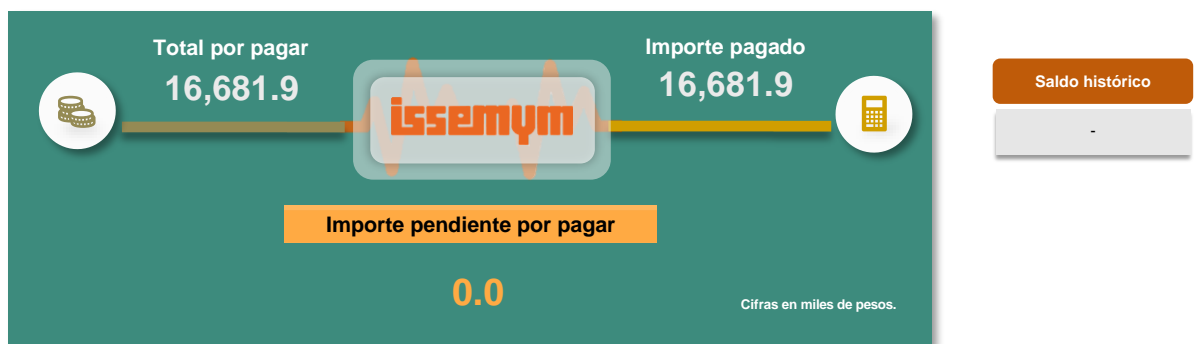 Total por pagar
16,681.9
issemym
Importe pagado
16,681.9
Importe pendiente por pagar
0.0
Cifras en miles de pesos.
Saldo histórico
-